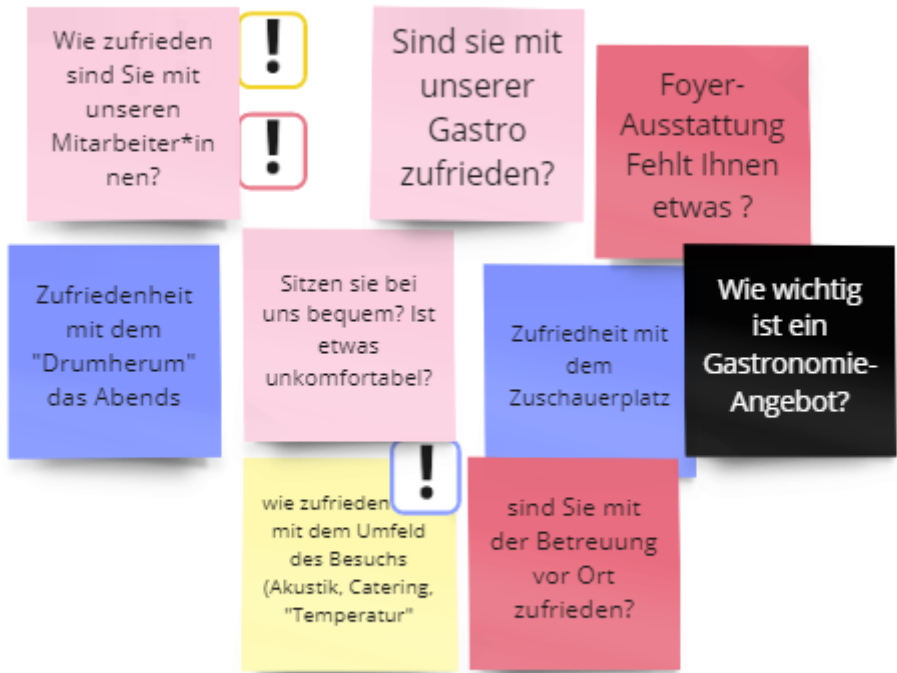 Wie zufrieden
sind Sie mit
unseren
Mitarbeiter*in
nen?
!
!
Sind sie mit
unserer
Gastro
zufrieden?
Foyer-
Ausstattung
Fehlt Ihnen
etwas ?
Zufriedenheit
mit dem
"Drumherum"
das Abends
Sitzen sie bei
uns bequem? Ist
etwas
unkomfortabel?
Zufriedheit mit
dem
Zuschauerplatz
Wie wichtig
ist ein
Gastronomie-
Angebot?
!
wie zufrieden
mit dem Umfeld
des Besuchs
(Akustik, Catering,
"Temperatur"
sind Sie mit
der Betreuung
vor Ort
zufrieden?